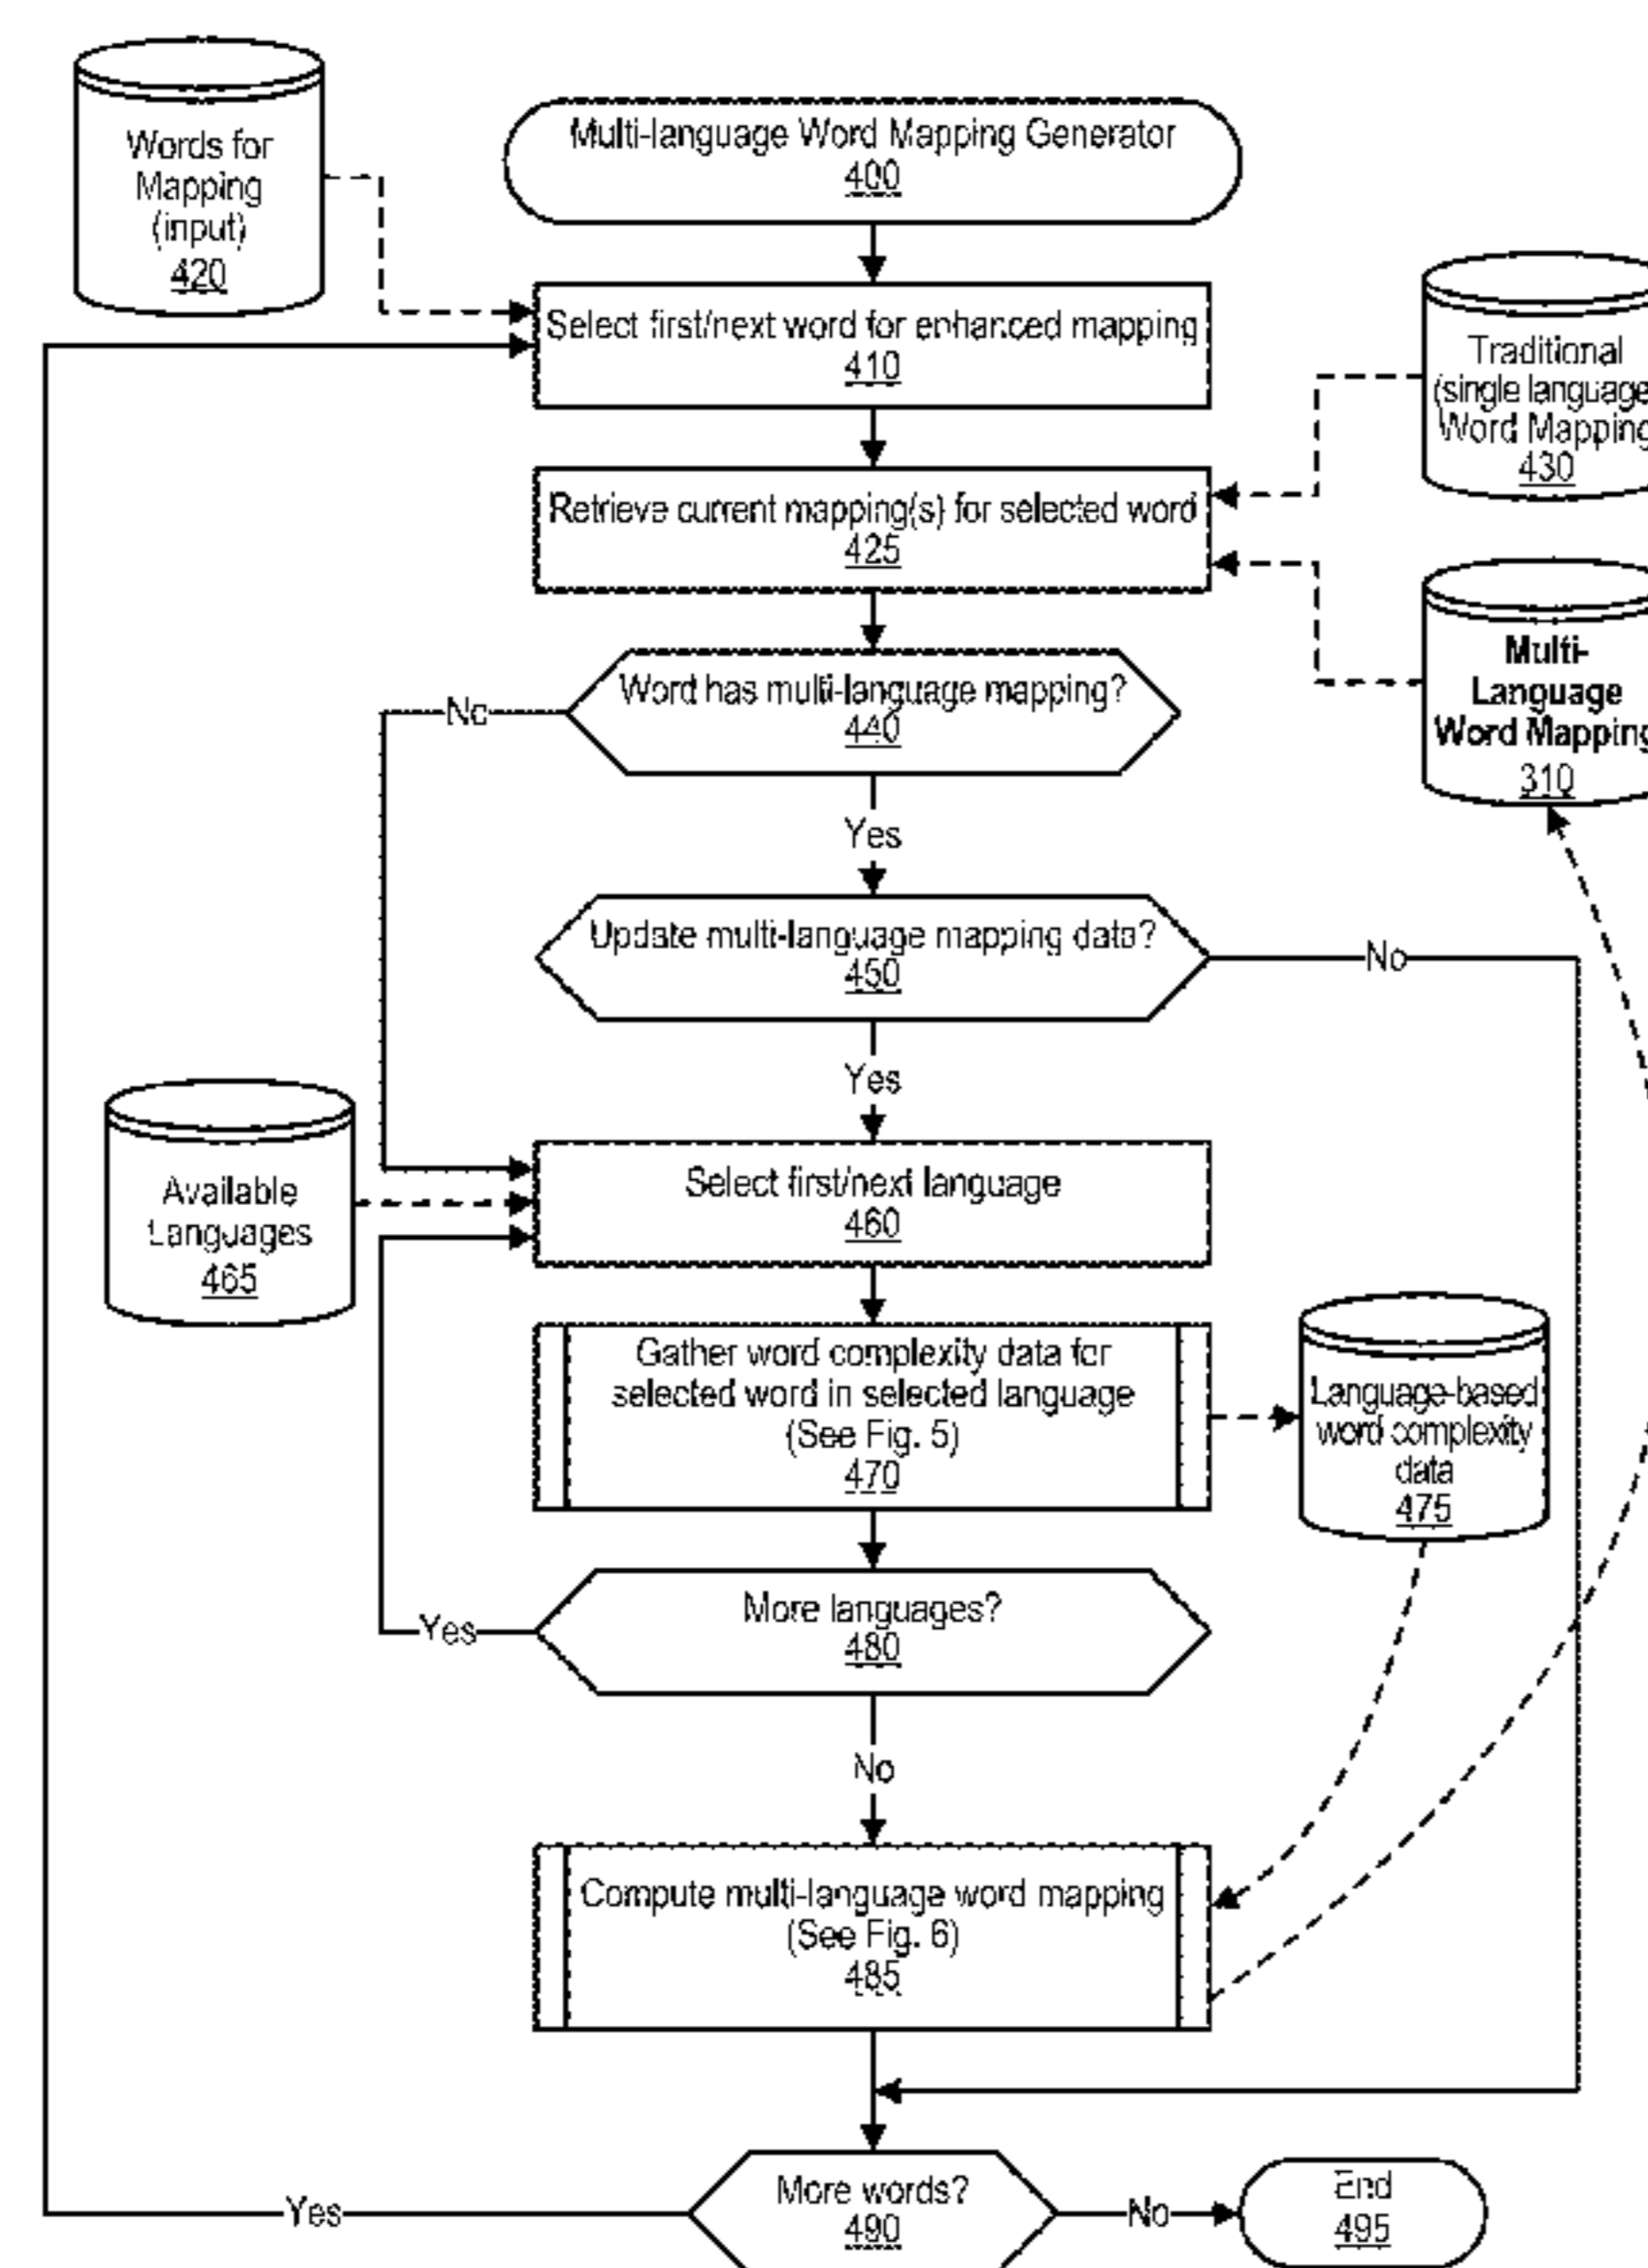 Words for
Mapping
(input)
420
Multi-language Word Mapping Generator
400
Select first/next word for enhanced mapping
410
Traditional
(single language
Word Mapping
430
Retrieve current mapping(s) for selected word
425
Multi-
Language
Word Mapping
310
Word has multi-language mapping?
440
No
Yes
Update multi-language mapping data?
450
No
Yes
Available
Languages
465
Select first/next language
460
Gather word complexity data for
selected word in selected language
(See Fig. 5)
470
Language-based
word complexity
data
475
More languages?
480
Yes
No
Compute multi-language word mapping
(See Fig. 6)
485
More words?
490
Yes
No
End
495